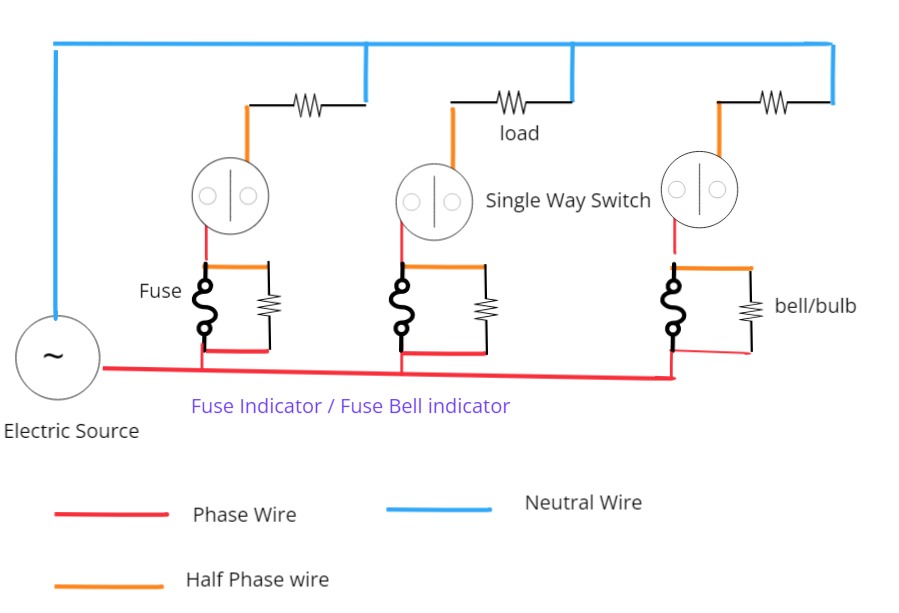 load
Single Way Switch
Fuse
bell/bulb
~
Fuse Indicator / Fuse Bell indicator
Electric Source
Phase Wire
Neutral Wire
Half Phase wire